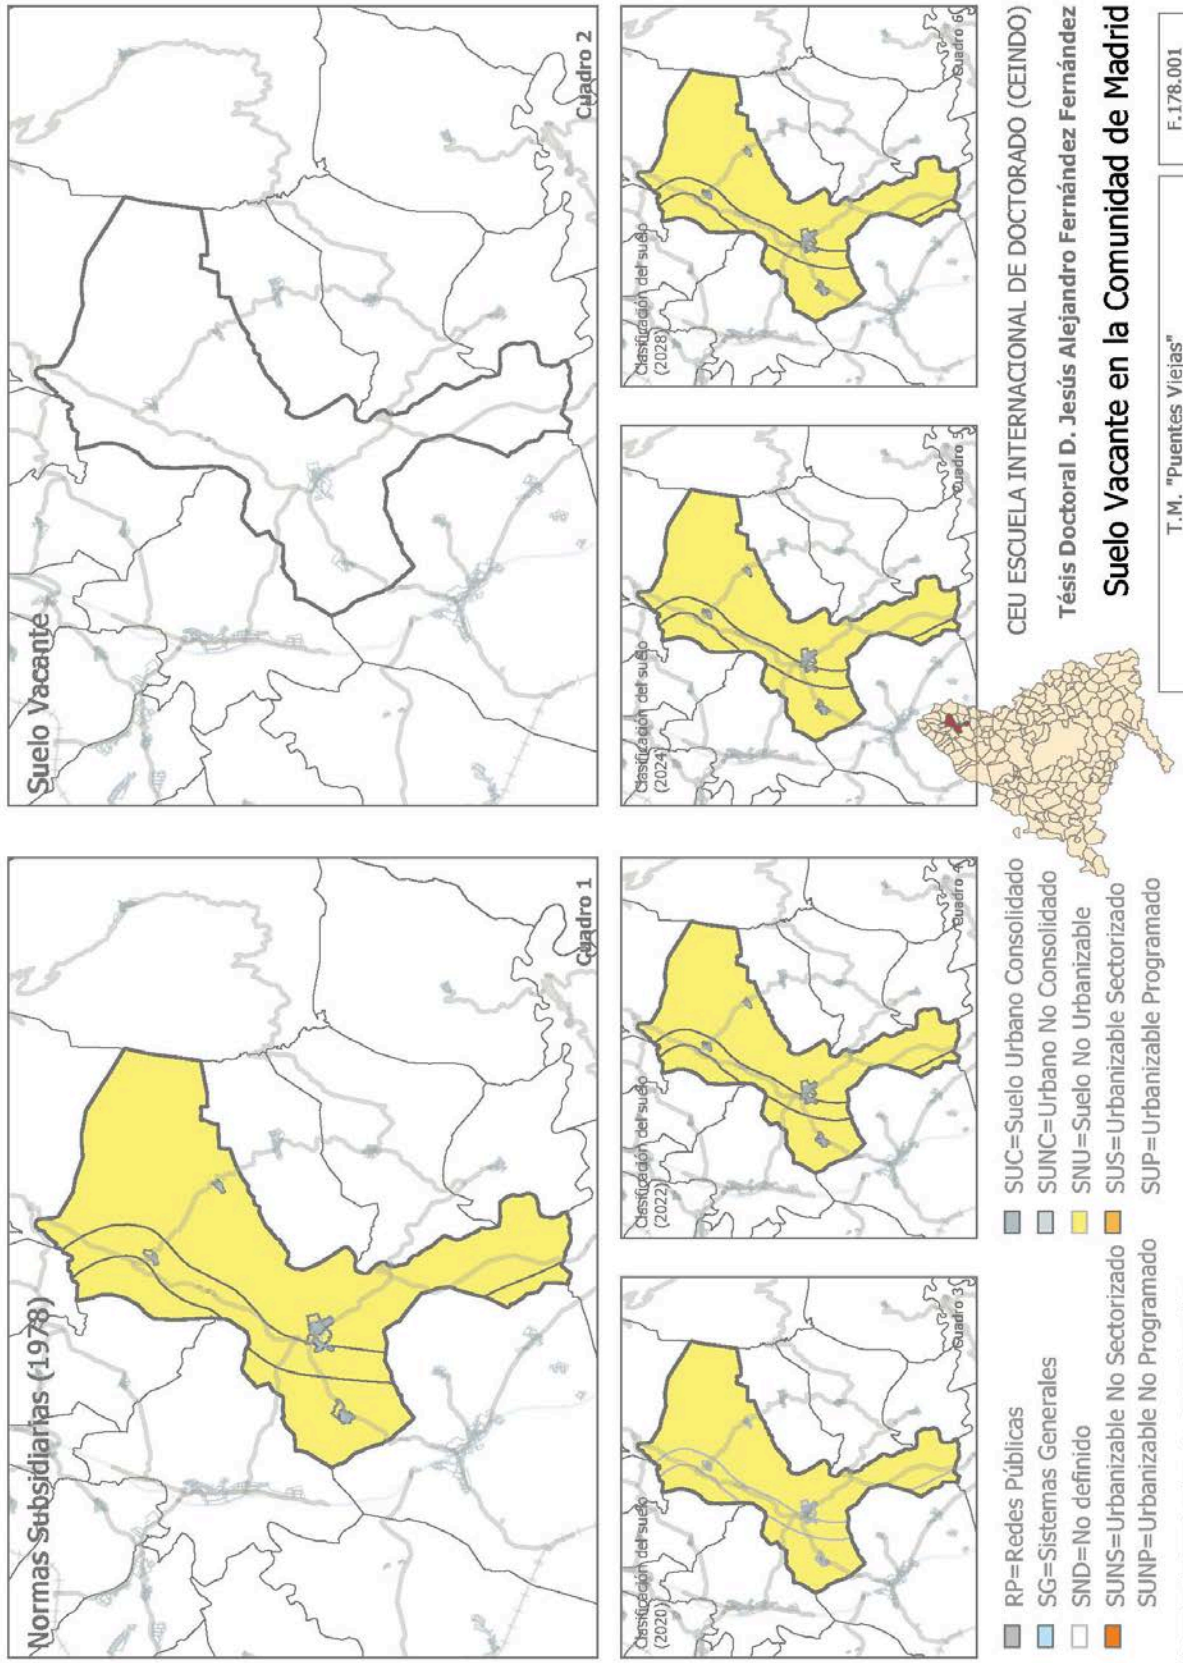 Normas Subsidiarias (1978)
Cuadro 1
Suelo Vacante
Cuadro 2
Clasificación del suelo
(2020)
Cuadro 3
Clasificación del suelo
(2022)
Cuadro 4
Clasificación del suelo
(2024)
Cuadro 5
Clasificación del suelo
(2028)
Cuadro 6
RP=Redes Públicas
SG=Sistemas Generales
SND=No definido
SUNS=Urbanizable No Sectorizado
SUNP=Urbanizable No Programado
SUC=Suelo Urbano Consolidado
SUNC=Urbano No Consolidado
SNU=Suelo No Urbanizable
SUS=Urbanizable Sectorizado
SUP=Urbanizable Programado
CEU ESCUELA INTERNACIONAL DE DOCTORADO (CEINDO)
Tésis Doctoral D. Jesús Alejandro Fernández Fernández
Suelo Vacante en la Comunidad de Madrid
T.M. "Puentes Viejas"
F.178.001